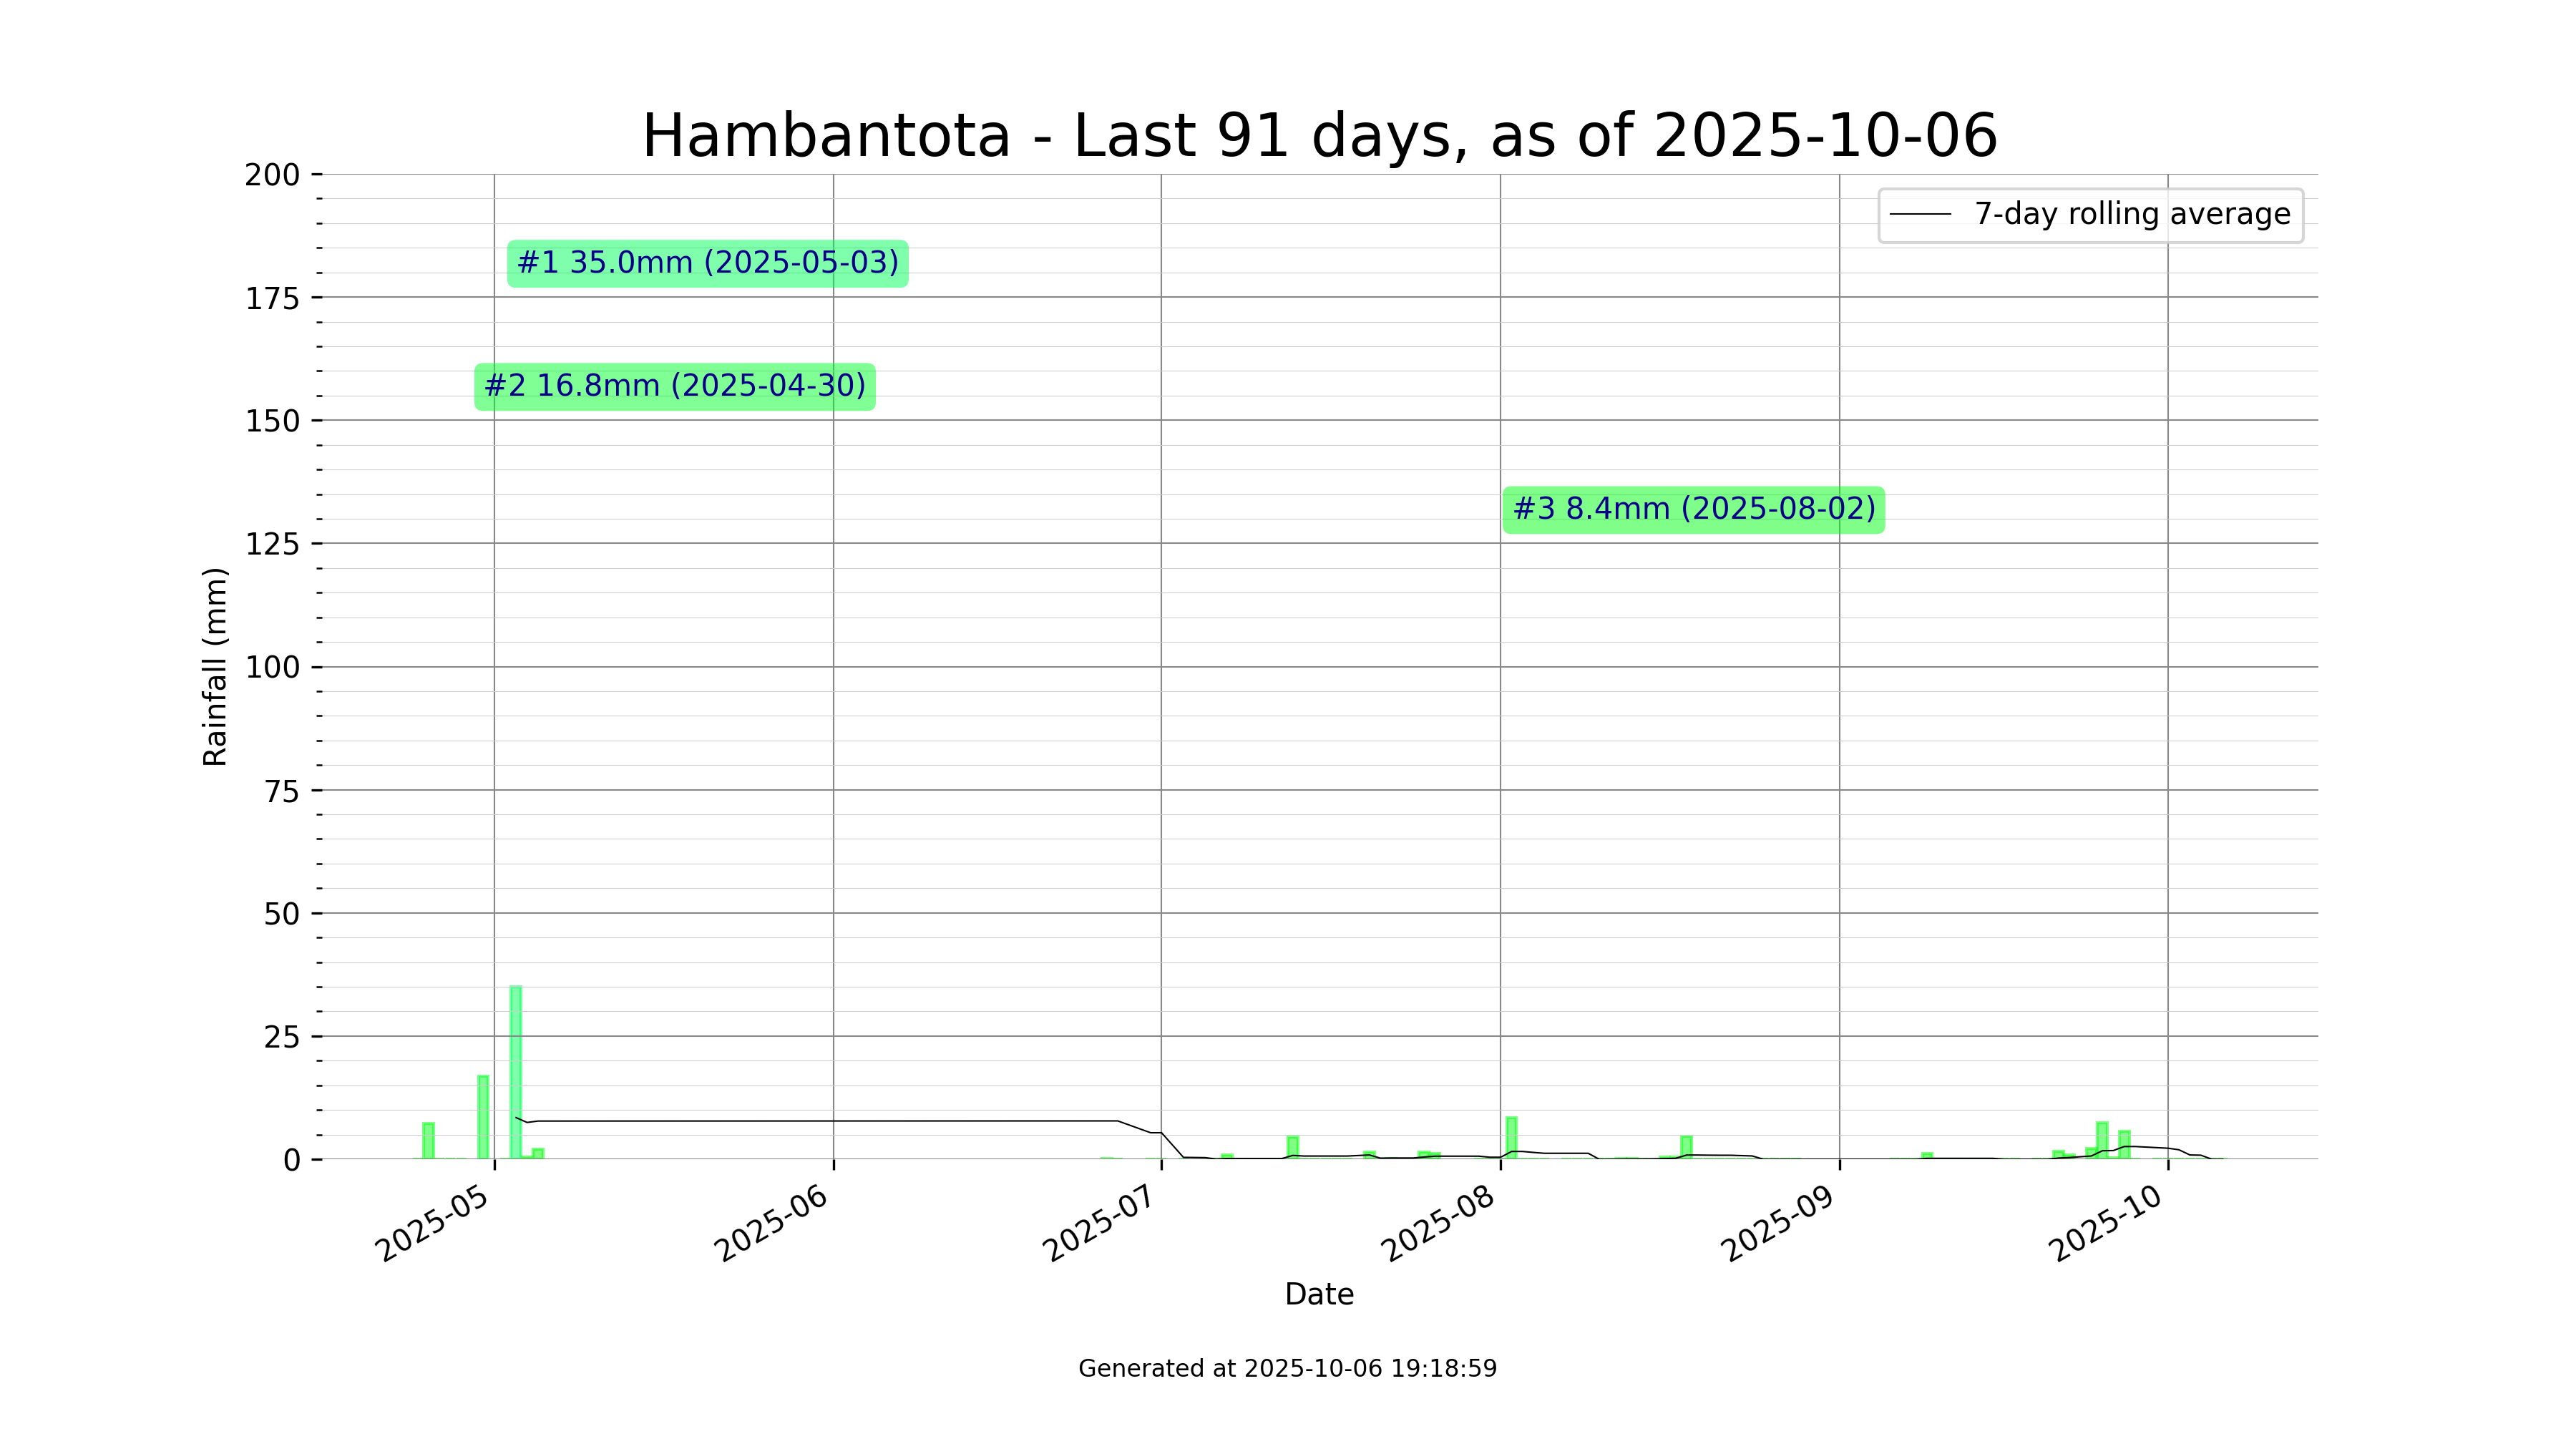 Hambantota - Last 91 days, as of 2025-10-06
200
175
150
125
100
75
50
25
0
Rainfall (mm)
7-day rolling average
#1 35.0mm (2025-05-03)
#2 16.8mm (2025-04-30)
#3 8.4mm (2025-08-02)
2025-05
2025-06
2025-07
2025-08
2025-09
2025-10
Date
Generated at 2025-10-06 19:18:59